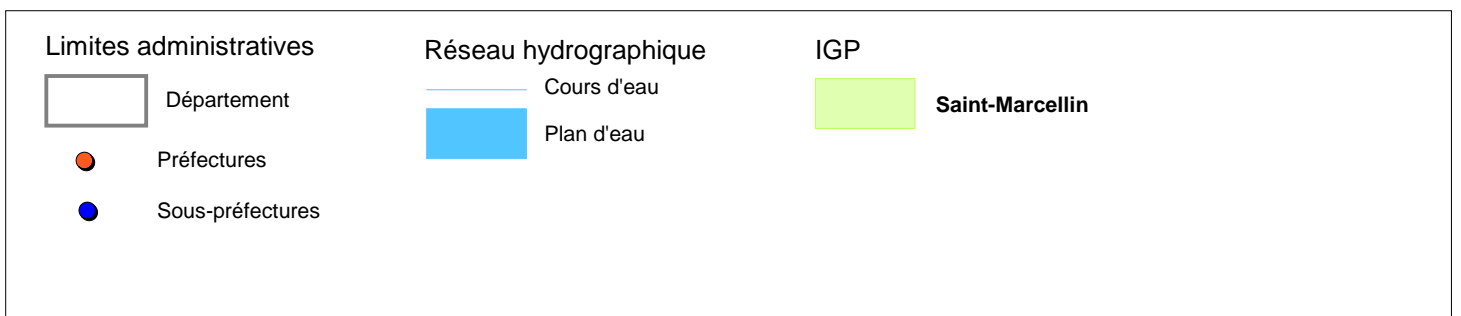 Limites administratives
Département
Préfectures
Sous-préfectures
Réseau hydrographique
Cours d'eau
Plan d'eau
IGP
Saint-Marcellin